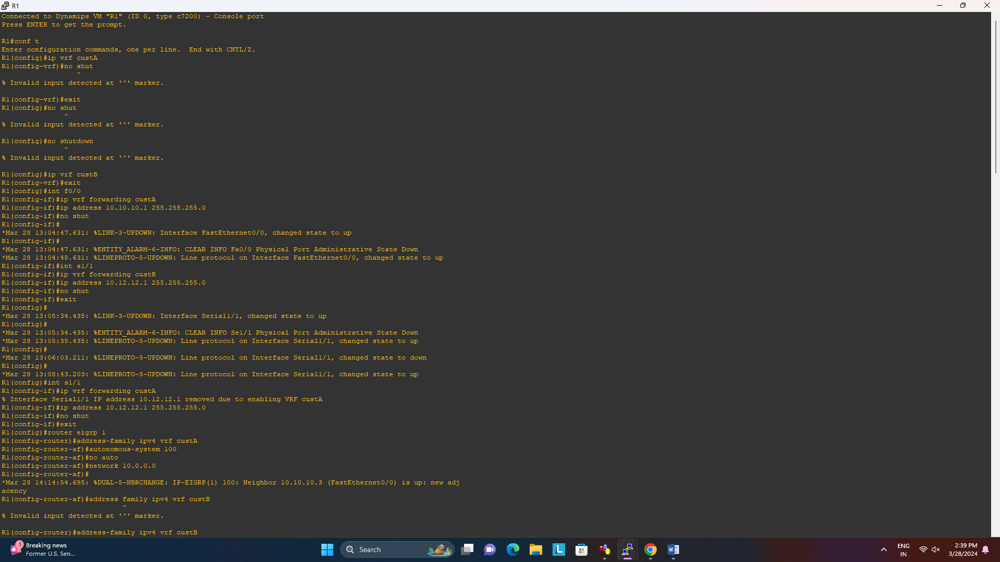 R1
Connected to Dynamips VM "R1" (ID 0, type c7200) - Console port
Press ENTER to get the prompt.
R1#conf t
Enter configuration commands, one per line.  End with CNTL/Z.
R1(config)#ip vrf custA
R1(config-vrf)#no shut
^
% Invalid input detected at '^' marker.
R1(config-vrf)#exit
R1(config)#no shut
^
% Invalid input detected at '^' marker.
R1(config)#no shutdown
^
% Invalid input detected at '^' marker.
R1(config)#ip vrf custB
R1(config-vrf)#exit
R1(config)#int f0/0
R1(config-if)#ip vrf forwarding custA
R1(config-if)#ip address 10.10.10.1 255.255.255.0
R1(config-if)#no shut
R1(config-if)#
*Mar 28 13:04:47.631: %LINK-3-UPDOWN: Interface FastEthernet0/0, changed state to up
R1(config-if)#
*Mar 28 13:04:47.631: %ENTITY_ALARM-6-INFO: CLEAR INFO Fa0/0 Physical Port Administrative State Down
*Mar 28 13:04:48.631: %LINEPROTO-5-UPDOWN: Line protocol on Interface FastEthernet0/0, changed state to up
R1(config-if)#int s1/1
R1(config-if)#ip vrf forwarding custB
R1(config-if)#ip address 10.12.12.1 255.255.255.0
R1(config-if)#no shut
R1(config-if)#exit
R1(config)#
*Mar 28 13:05:34.435: %LINK-3-UPDOWN: Interface Serial1/1, changed state to up
R1(config)#
*Mar 28 13:05:34.435: %ENTITY_ALARM-6-INFO: CLEAR INFO Se1/1 Physical Port Administrative State Down
*Mar 28 13:05:35.435: %LINEPROTO-5-UPDOWN: Line protocol on Interface Serial1/1, changed state to up
R1(config)#
*Mar 28 13:06:03.211: %LINEPROTO-5-UPDOWN: Line protocol on Interface Serial1/1, changed state to down
R1(config)#
*Mar 28 13:08:43.203: %LINEPROTO-5-UPDOWN: Line protocol on Interface Serial1/1, changed state to up
R1(config)#int s1/1
R1(config-if)#ip vrf forwarding custA
% Interface Serial1/1 IP address 10.12.12.1 removed due to enabling VRF custA
R1(config-if)#ip address 10.12.12.1 255.255.255.0
R1(config-if)#no shut
R1(config-if)#exit
R1(config)#router eigrp 1
R1(config-router)#address-family ipv4 vrf custA
R1(config-router-af)#autonomous-system 100
R1(config-router-af)#no auto
R1(config-router-af)#network 10.0.0.0
R1(config-router-af)#
*Mar 28 14:14:54.695: %DUAL-5-NBRCHANGE: IP-EIGRP(1) 100: Neighbor 10.10.10.3 (FastEthernet0/0) is up: new adj
acency
R1(config-router-af)#address family ipv4 vrf custB
^
% Invalid input detected at '^' marker.
R1(config-router)#address-family ipv4 vrf custB
1
Breaking news
Former U.S. Sen...
Search
L
W
ENG
IN
2:39 PM
3/28/2024